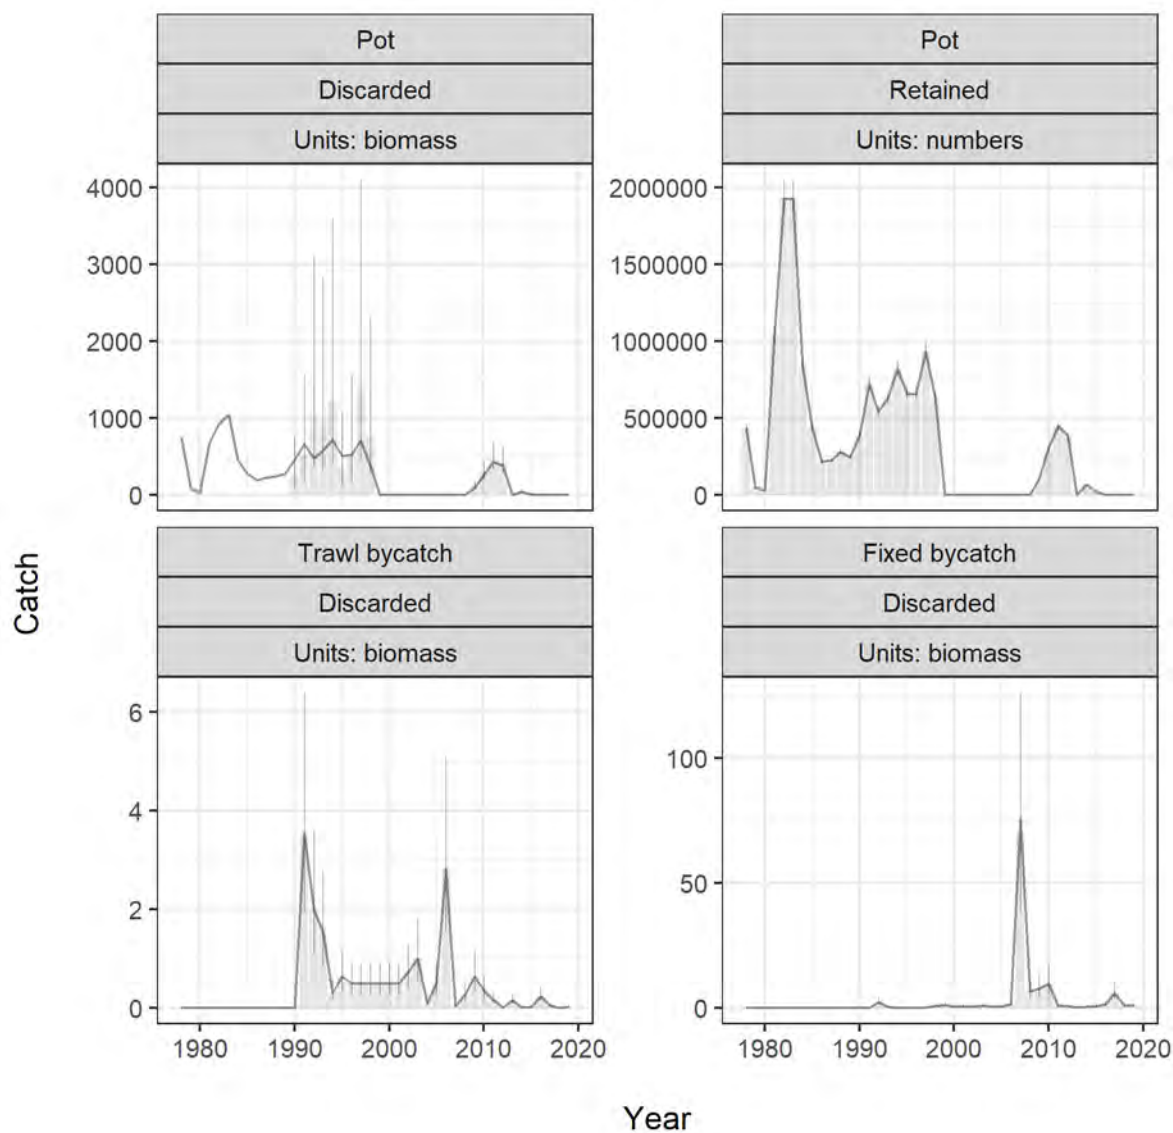 Pot
Discarded
Units: biomass
4000
3000
2000
1000
0
Pot
Retained
Units: numbers
2000000
1500000
1000000
500000
0
Catch
Trawl bycatch
Discarded
Units: biomass
6
4
2
0
1980 1990 2000 2010 2020
Fixed bycatch
Discarded
Units: biomass
100
50
0
1980 1990 2000 2010 2020
Year